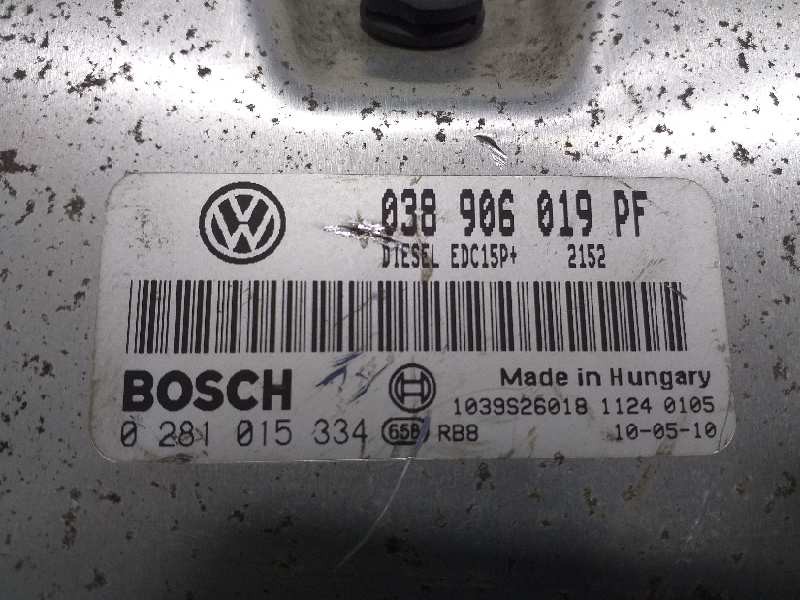 038 906 019 PF
DIESEL EDC15P+ 2152
BOSCH
Made in Hungary
1039S26018 1124 0105
0 281 015 334 65B RB8 10-05-10